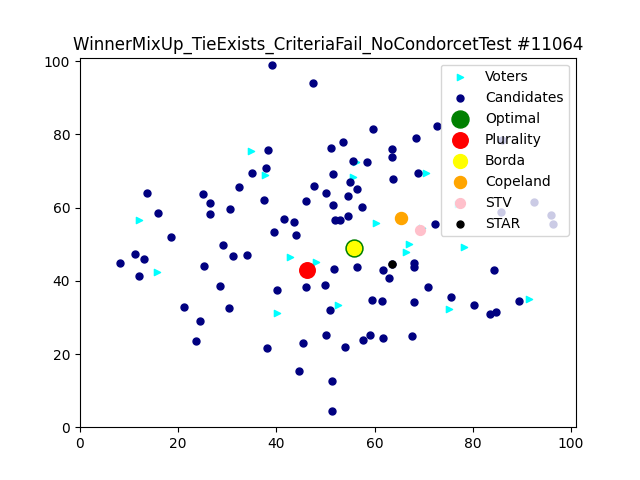 WinnerMixUp_TieExists_CriteriaFail_NoCondorcetTest #11064
100
80
60
40
20
0
0 20 40 60 80 100
Voters
Candidates
Optimal
Plurality
Borda
Copeland
STV
STAR